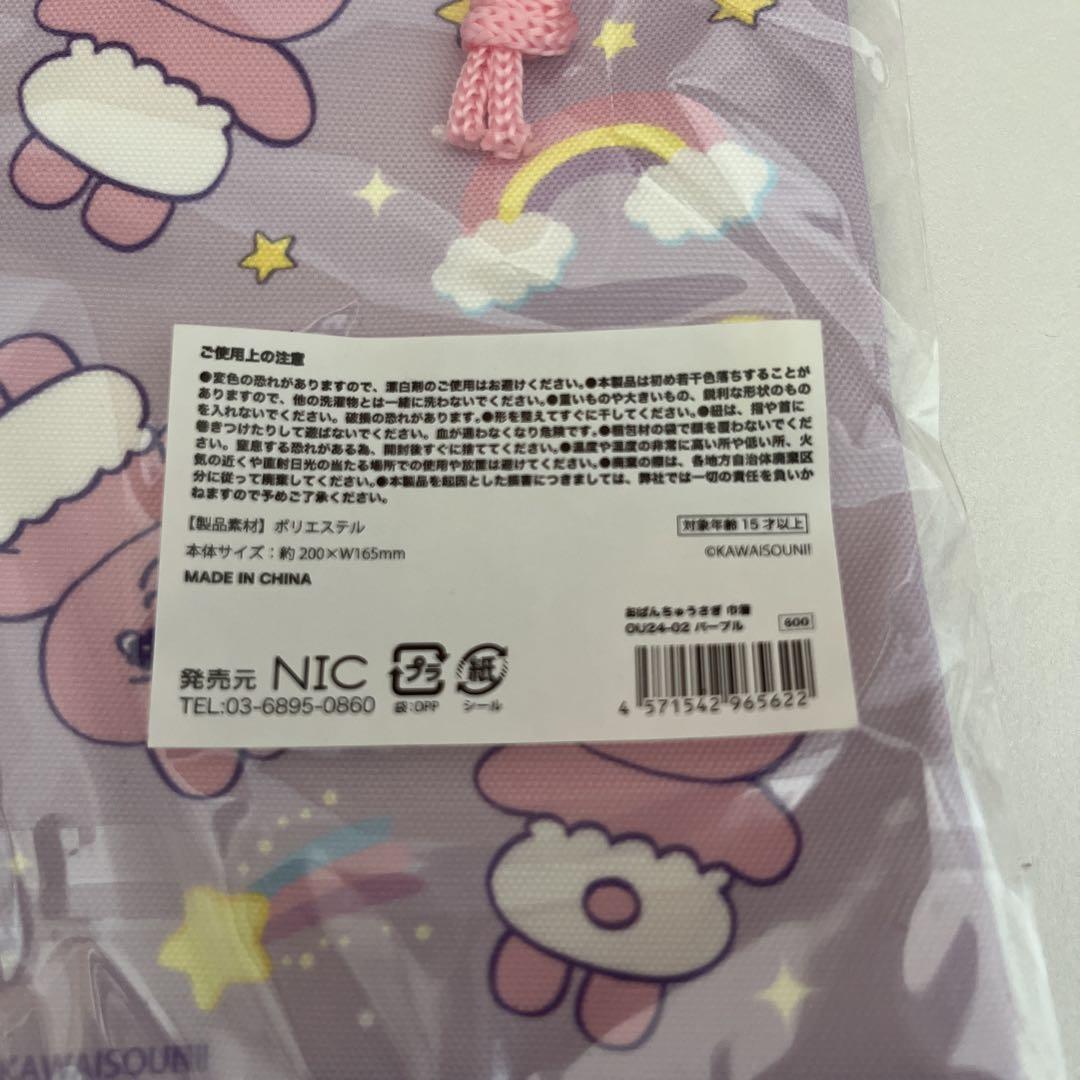 ご使用上の注意
●変色の恐れがありますので、漂白剤のご使用はお避けください。●本製品は初め若干色落ちすることが
ありますので、他の洗濯物とは一緒に洗わないでください。●重いものや大きいもの、鋭利な形状のもの
を入れないでください。破損の恐れがあります。●形を整えてすぐに干してください。●紐は、指や首に
巻きつけたりして遊ばないでください。血が通わなくなり危険です。●梱包材の袋で顔を覆わないでくだ
さい。窒息する恐れがある為、開封後すぐに捨ててください。●温度や湿度の非常に高い所や低い所、火
気の近くや直射日光の当たる場所での使用や放置は避けてください。●廃棄の際は、各地方自治体廃棄区
分に従って廃棄してください。●本製品を起因とした損害につきましては、弊社では一切の責任を負いか
ねますので予めご了承ください。
【製品素材】ポリエステル
対象年齢15才以上
本体サイズ：約200×W165mm
©KAWAISOUNI!
MADE IN CHINA
おぱんちゅうさぎ 巾着
OU24-02 パープル
600
発売元 NIC
プラ
紙
TEL:03-6895-0860
袋:OPP
シール
4 571542 965622
©KAWAISOUNI!